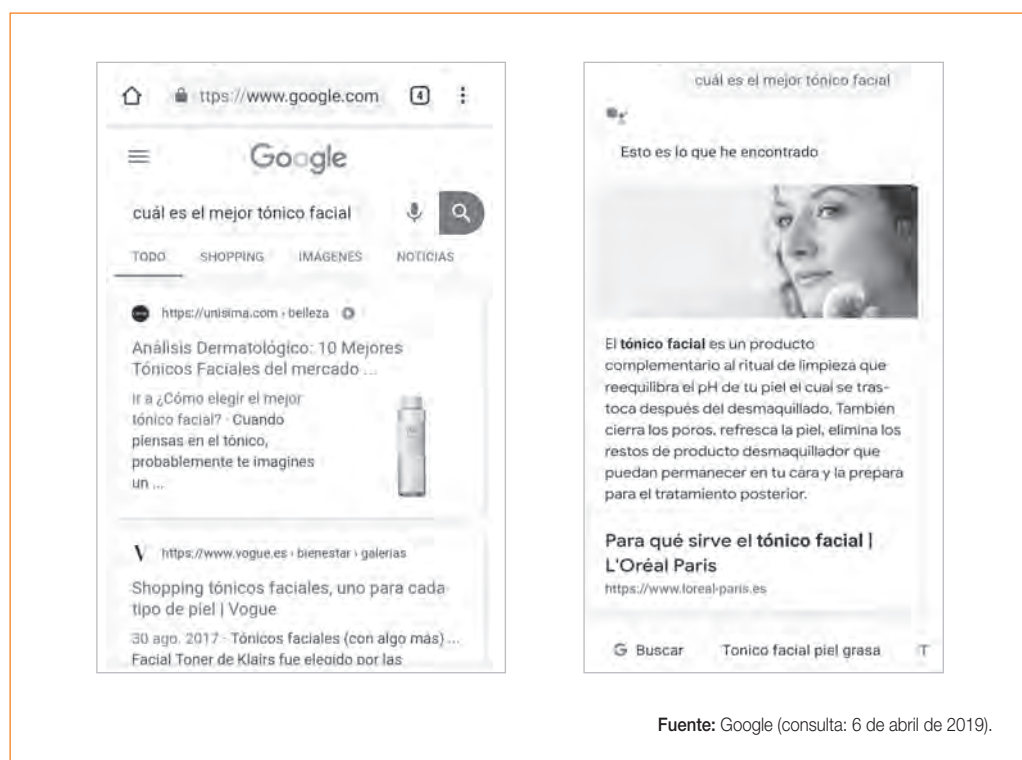 ttps://www.google.com 4
Google
cuál es el mejor tónico facial
TODO SHOPPING IMÁGENES NOTICIAS
https://unisima.com › belleza
Análisis Dermatológico: 10 Mejores
Tónicos Faciales del mercado ...
Ir a ¿Cómo elegir el mejor
tónico facial? · Cuando
piensas en el tónico,
probablemente te imagines
un ...
V https://www.vogue.es › bienestar › galerias
Shopping tónicos faciales, uno para cada
tipo de piel | Vogue
30 ago. 2017 · Tónicos faciales (con algo más) ...
Facial Toner de Klairs fue elegido por las
cuál es el mejor tónico facial
Esto es lo que he encontrado
El tónico facial es un producto
complementario al ritual de limpieza que
reequilibra el pH de tu piel el cual se tras-
toca después del desmaquillado. También
cierra los poros, refresca la piel, elimina los
restos de producto desmaquillador que
puedan permanecer en tu cara y la prepara
para el tratamiento posterior.
Para qué sirve el tónico facial |
L'Oréal Paris
https://www.loreal-paris.es
G Buscar Tonico facial piel grasa T
Fuente: Google (consulta: 6 de abril de 2019).